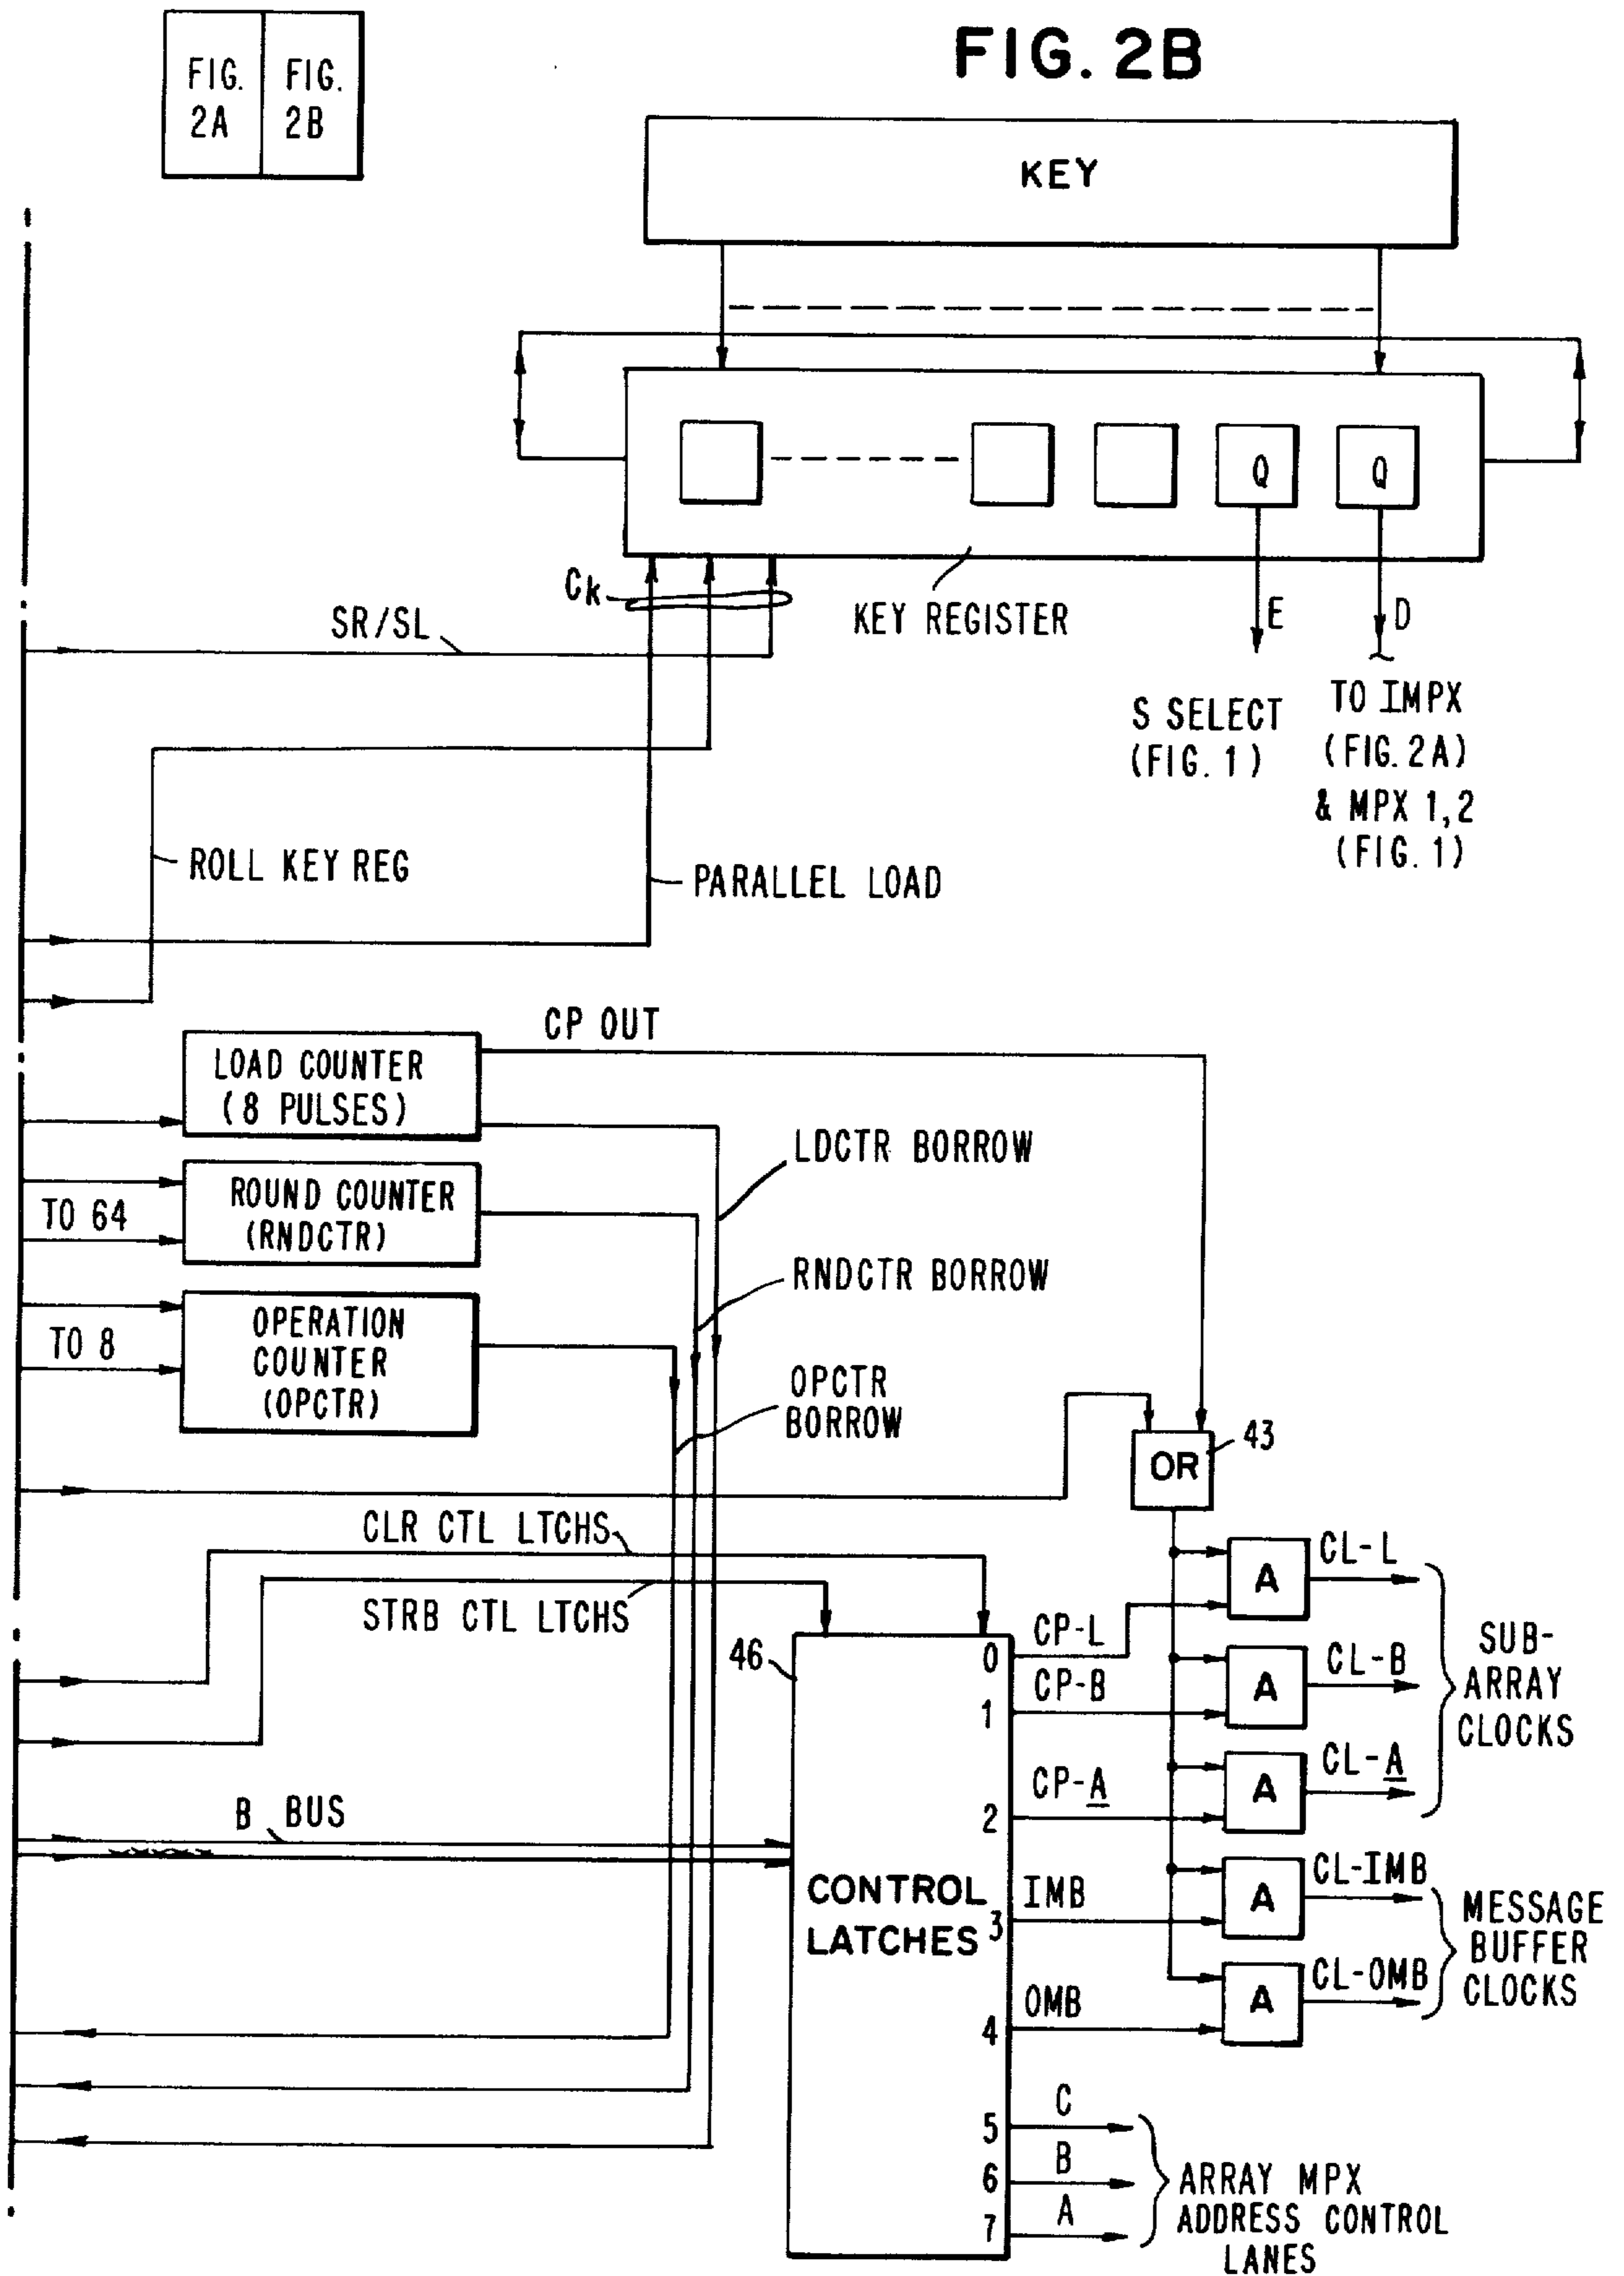 FIG. 2B
FIG. 2A
FIG. 2B
KEY
Q
Q
Ck
KEY REGISTER
E
D
SR/SL
S SELECT
(FIG. 1)
TO IMPX
(FIG. 2A)
& MPX 1,2
(FIG. 1)
ROLL KEY REG
PARALLEL LOAD
CP OUT
LOAD COUNTER
(8 PULSES)
LDCTR BORROW
TO 64
ROUND COUNTER
(RNDCTR)
RNDCTR BORROW
TO 8
OPERATION
COUNTER
(OPCTR)
OPCTR
BORROW
OR
43
CLR CTL LTCHS
STRB CTL LTCHS
46
B BUS
CONTROL
LATCHES
0
1
2
3
4
5
6
7
CP-L
CP-B
CP-A
IMB
OMB
C
B
A
A
A
A
A
A
CL-L
CL-B
CL-A
CL-IMB
CL-OMB
SUB-
ARRAY
CLOCKS
MESSAGE
BUFFER
CLOCKS
ARRAY MPX
ADDRESS CONTROL
LANES